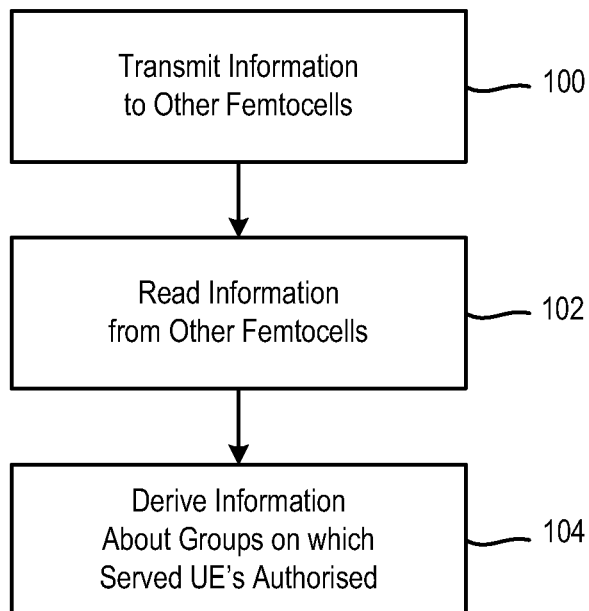 Transmit Information
to Other Femtocells
100
Read Information
from Other Femtocells
102
Derive Information
About Groups on which
Served UE's Authorised
104